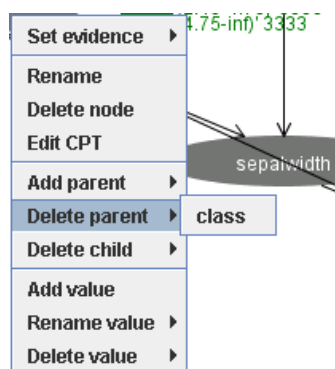 4.75-inf)' 3333
Set evidence
Rename
Delete node
Edit CPT
Add parent
sepalwidth
Delete parent
class
Delete child
Add value
Rename value
Delete value